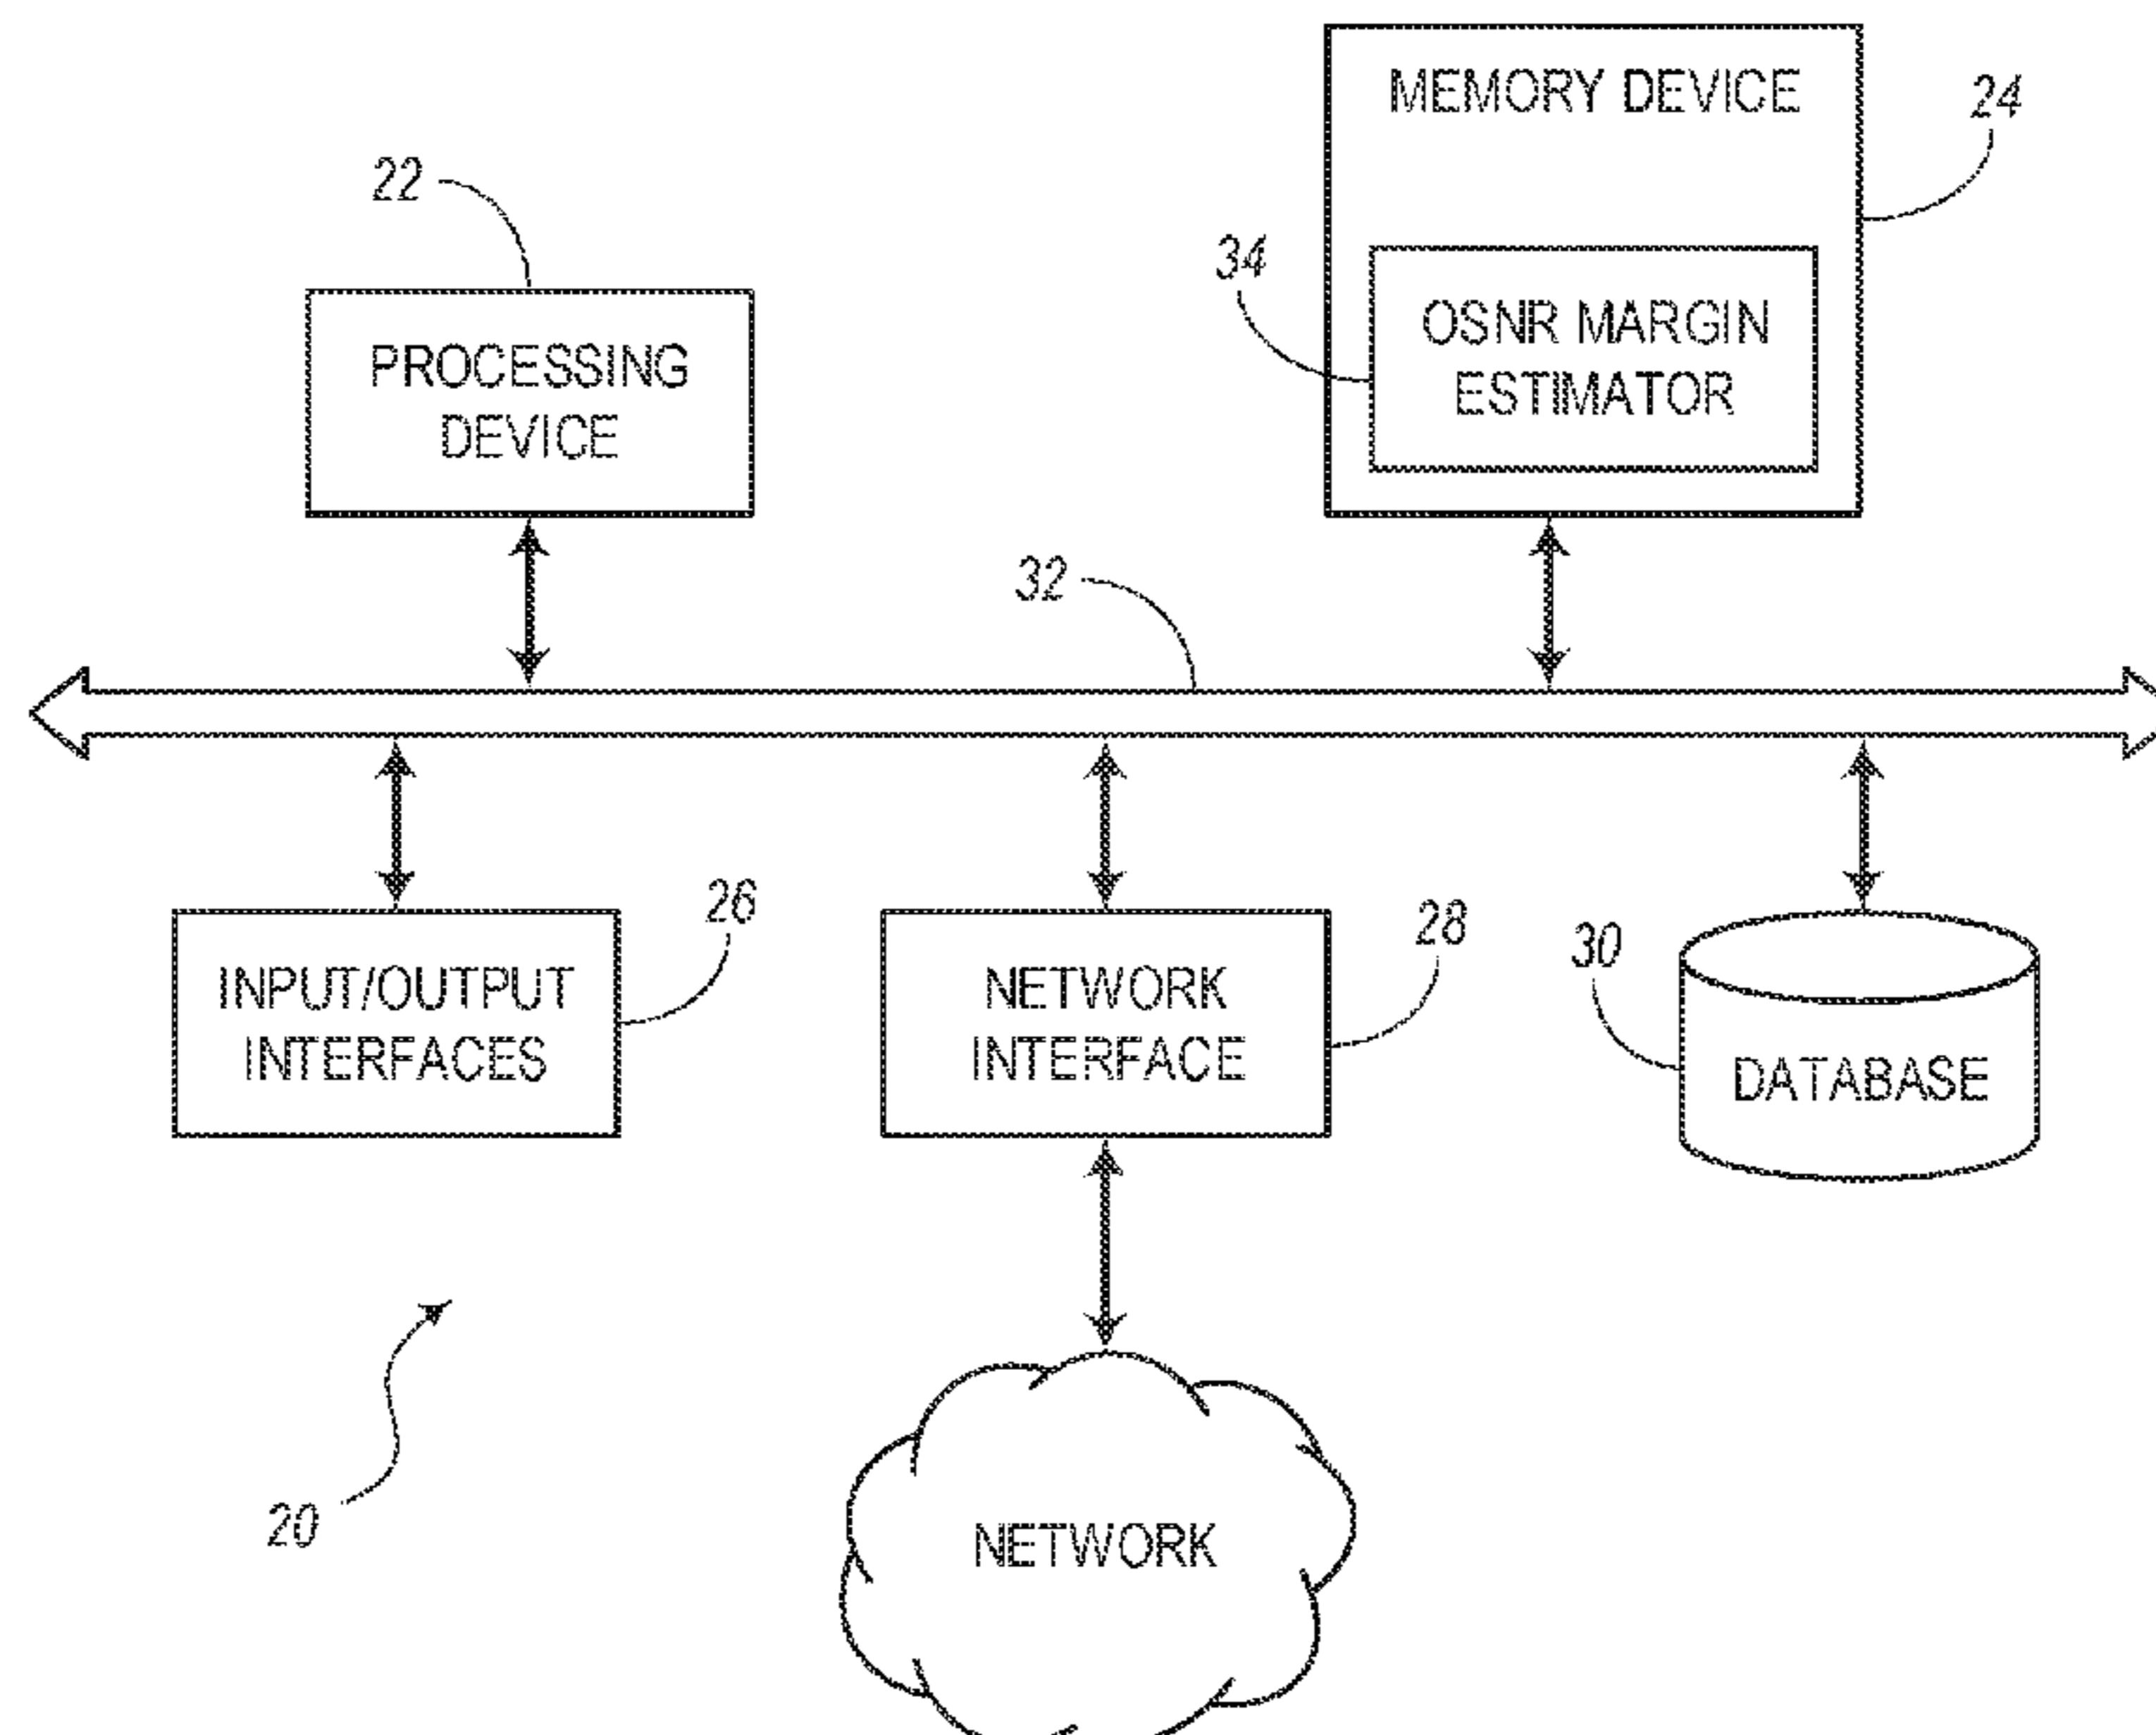 MEMORY DEVICE
24
22
34
OSNR MARGIN
ESTIMATOR
PROCESSING
DEVICE
32
26
28
30
INPUT/OUTPUT
INTERFACES
NETWORK
INTERFACE
DATABASE
20
NETWORK